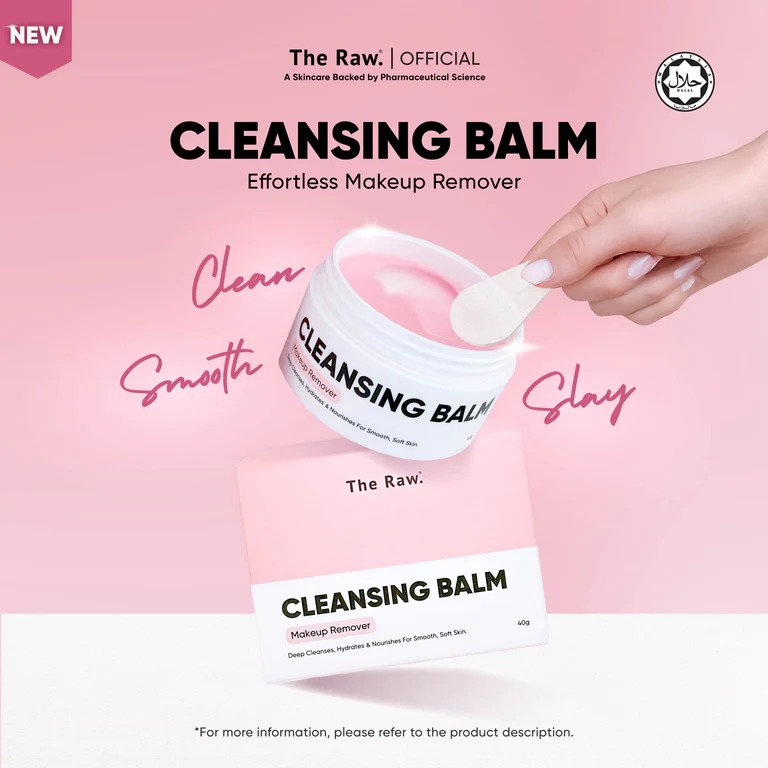 NEW
The Raw.® | OFFICIAL
A Skincare Backed by Pharmaceutical Science
حلال
HALAL
CLEANSING BALM
Effortless Makeup Remover
Clean
Smooth
Slay
CLEANSING BALM
Makeup Remover
Deep Cleanses, Hydrates & Nourishes For Smooth, Soft Skin.
The Raw.®
CLEANSING BALM
Makeup Remover
40g
Deep Cleanses, Hydrates & Nourishes For Smooth, Soft Skin.
*For more information, please refer to the product description.